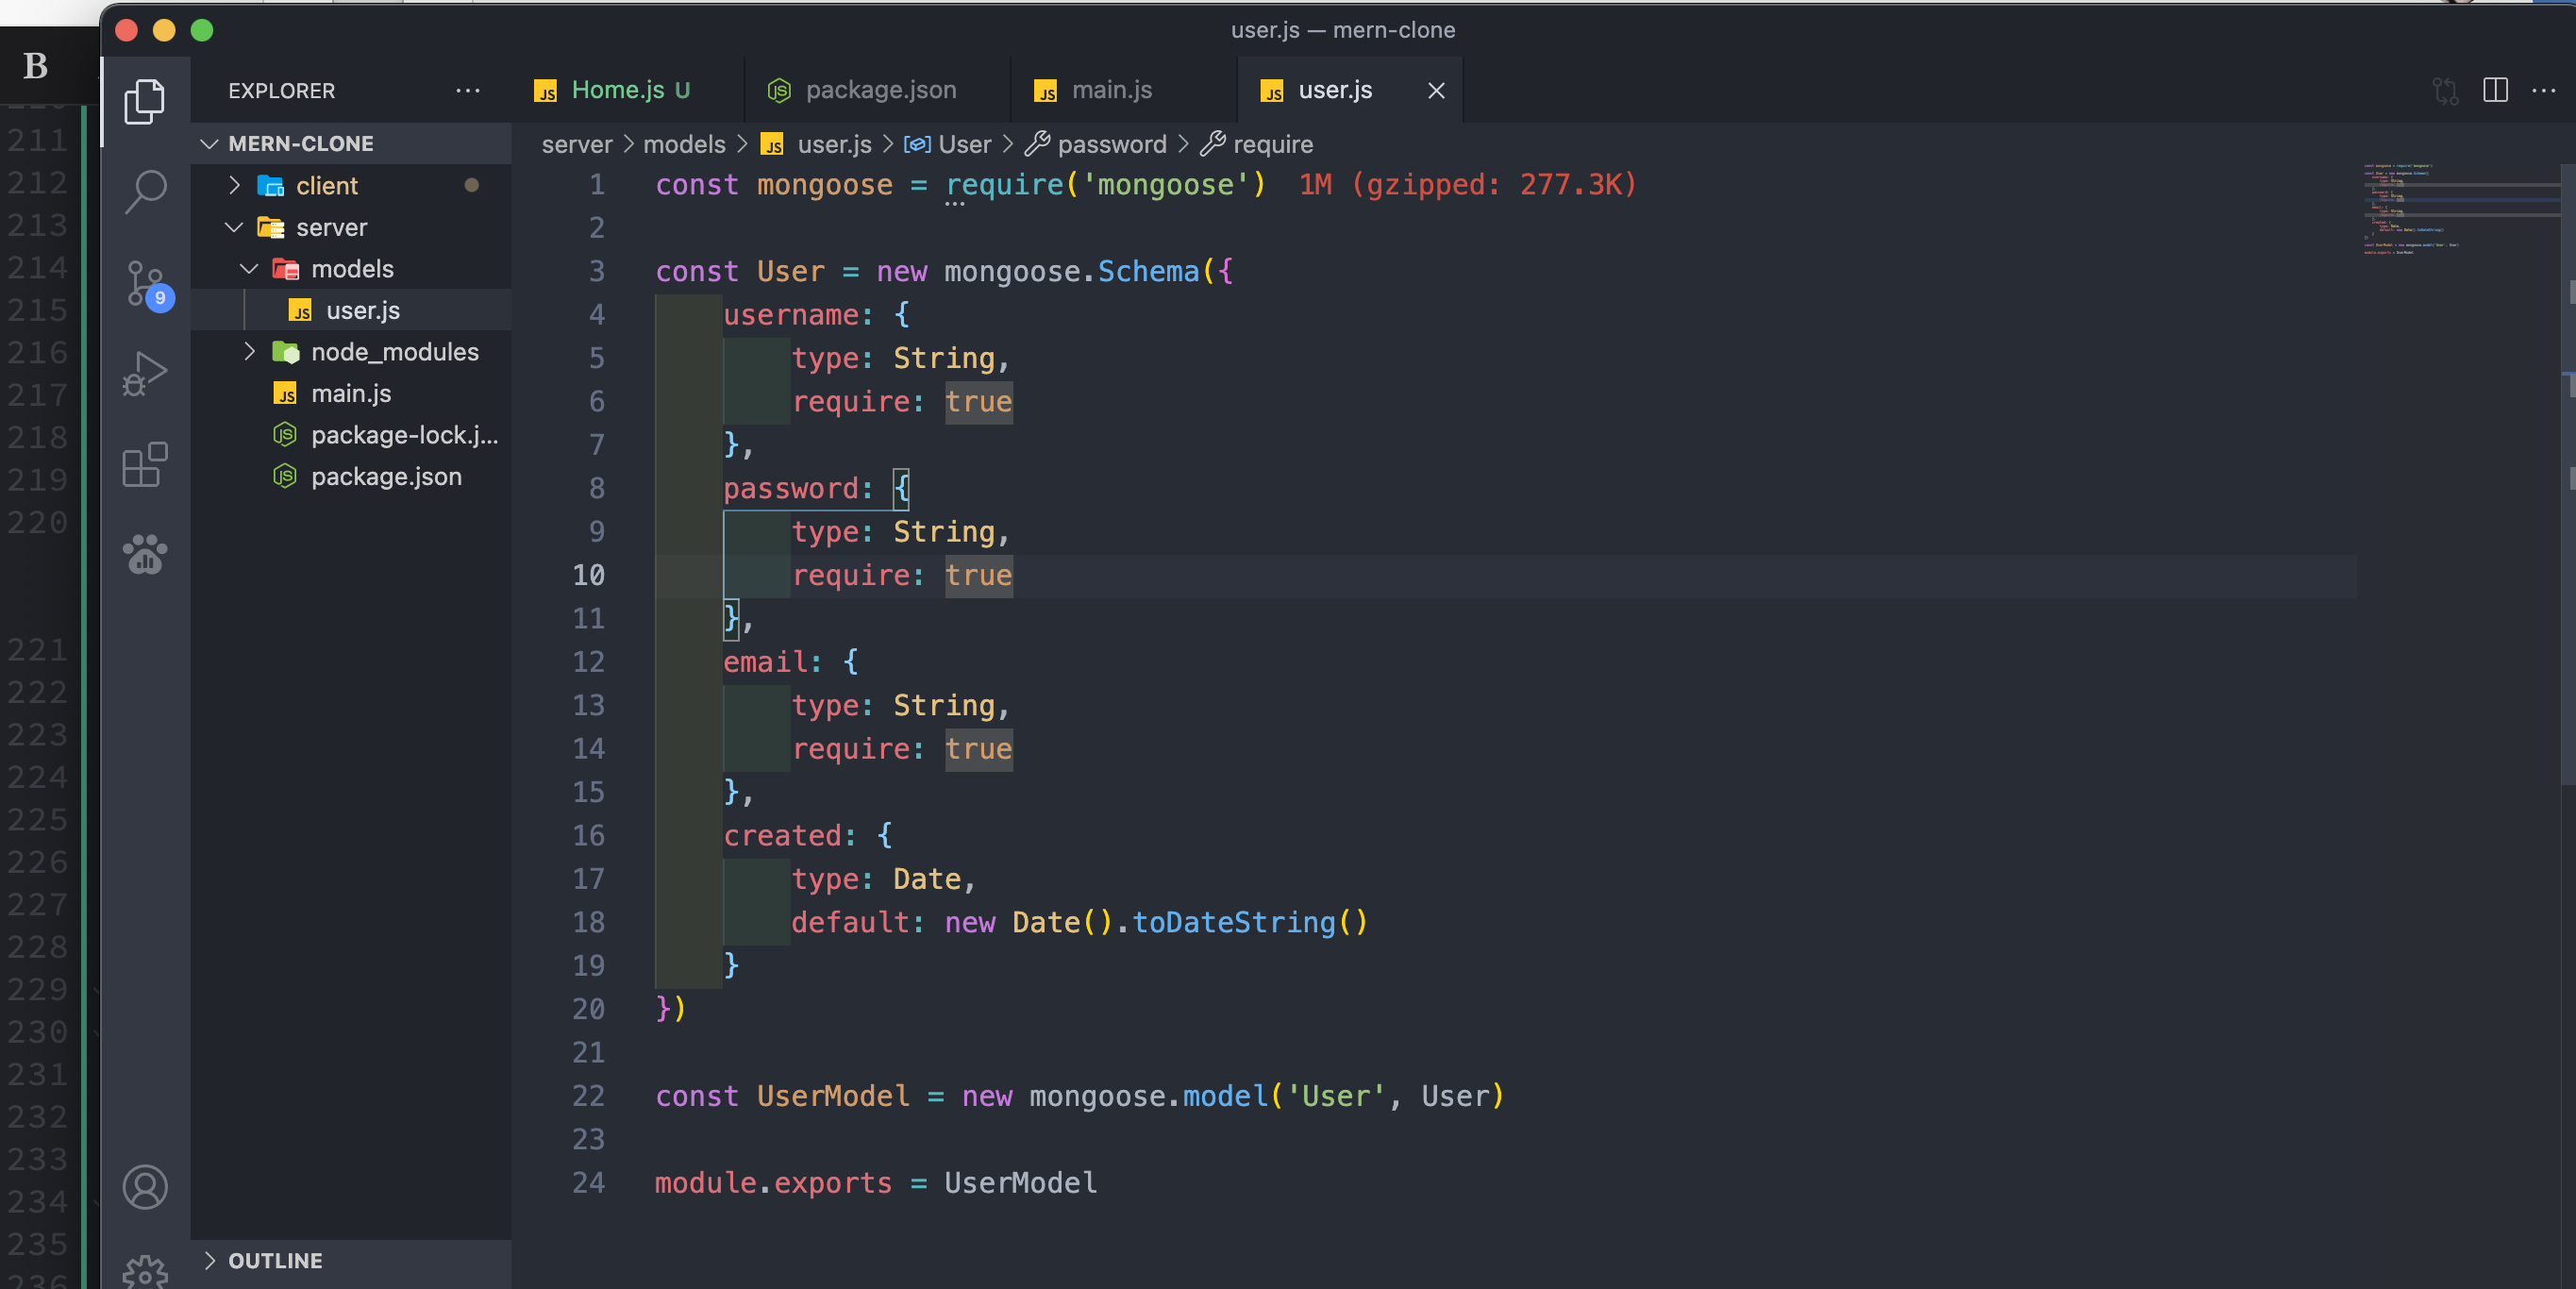 user.js — mern-clone
B
EXPLORER
Home.js U
package.json
main.js
user.js
MERN-CLONE
server > models > user.js > User > password > require
client
server
models
user.js
node_modules
main.js
package-lock.j...
package.json
9
OUTLINE
1 const mongoose = require('mongoose') 1M (gzipped: 277.3K)
2
3 const User = new mongoose.Schema({
4 username: {
5 type: String,
6 require: true
7 },
8 password: {
9 type: String,
10 require: true
11 },
12 email: {
13 type: String,
14 require: true
15 },
16 created: {
17 type: Date,
18 default: new Date().toDateString()
19 }
20 })
21
22 const UserModel = new mongoose.model('User', User)
23
24 module.exports = UserModel
211
212
213
214
215
216
217
218
219
220
221
222
223
224
225
226
227
228
229
230
231
232
233
234
235
236